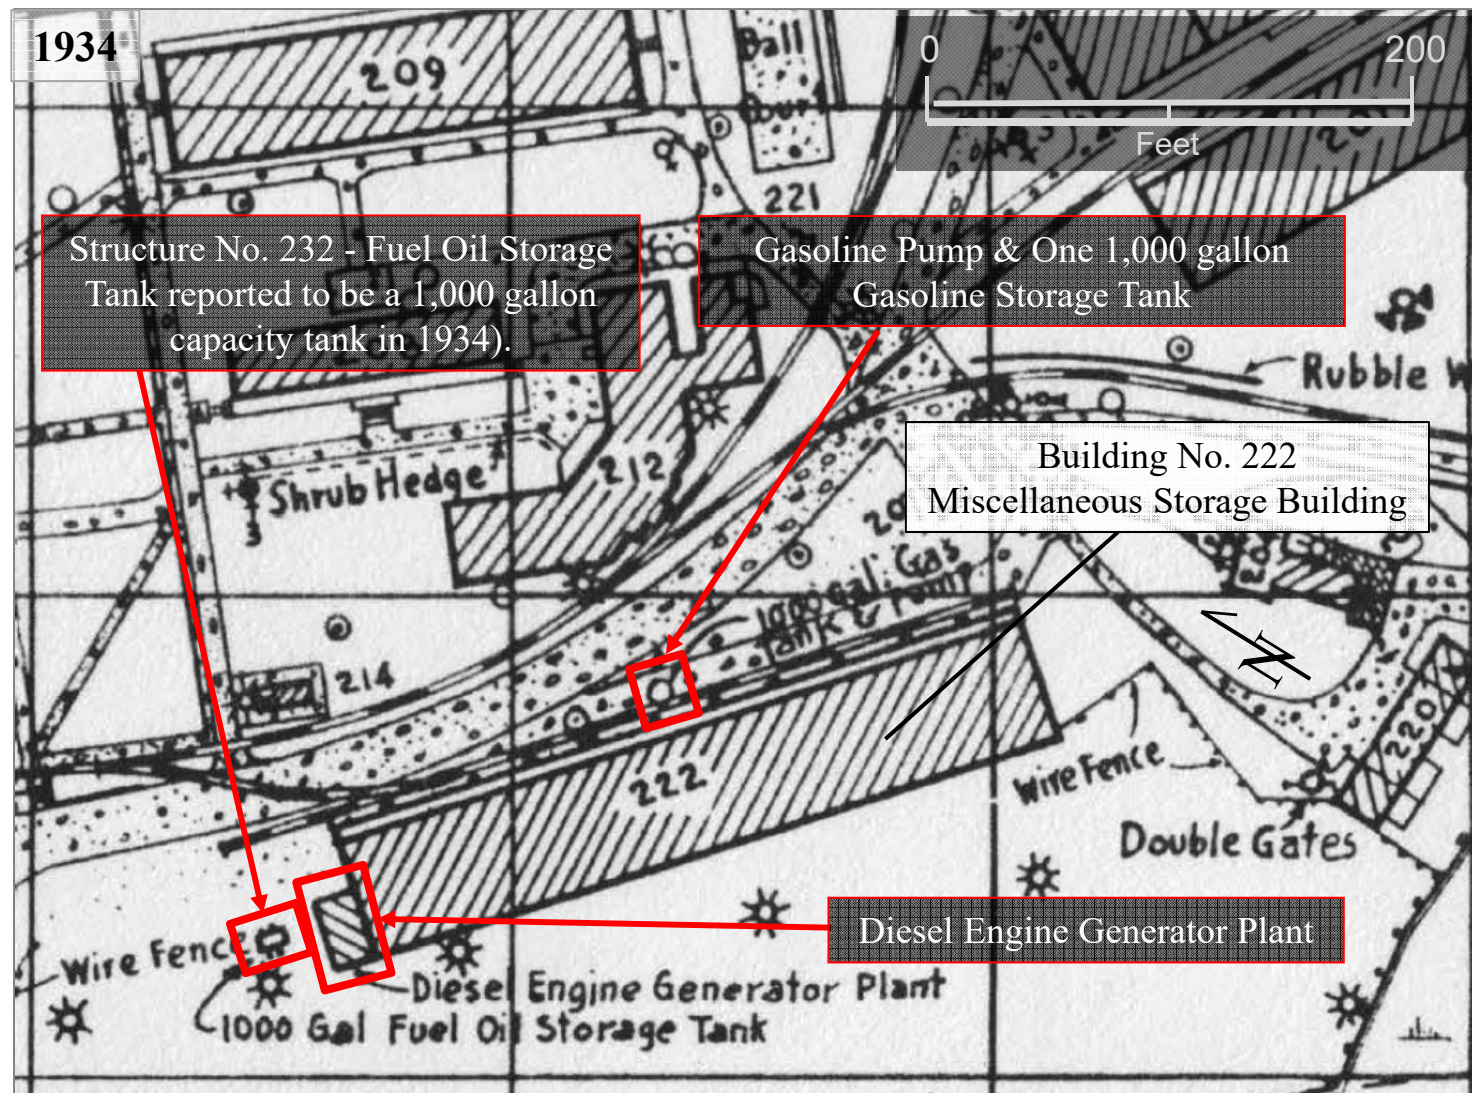 1934
209
Ball
Cour
0 200
Feet
221
Structure No. 232 - Fuel Oil Storage
Tank reported to be a 1,000 gallon
capacity tank in 1934).
Gasoline Pump & One 1,000 gallon
Gasoline Storage Tank
Rubble W
Building No. 222
Miscellaneous Storage Building
212
Shrub Hedge
20
1000 Gal. Gas
Tank & Pump
N
214
222
220
Wire Fence
Double Gates
Diesel Engine Generator Plant
Wire Fence
Diesel Engine Generator Plant
1000 Gal Fuel Oil Storage Tank